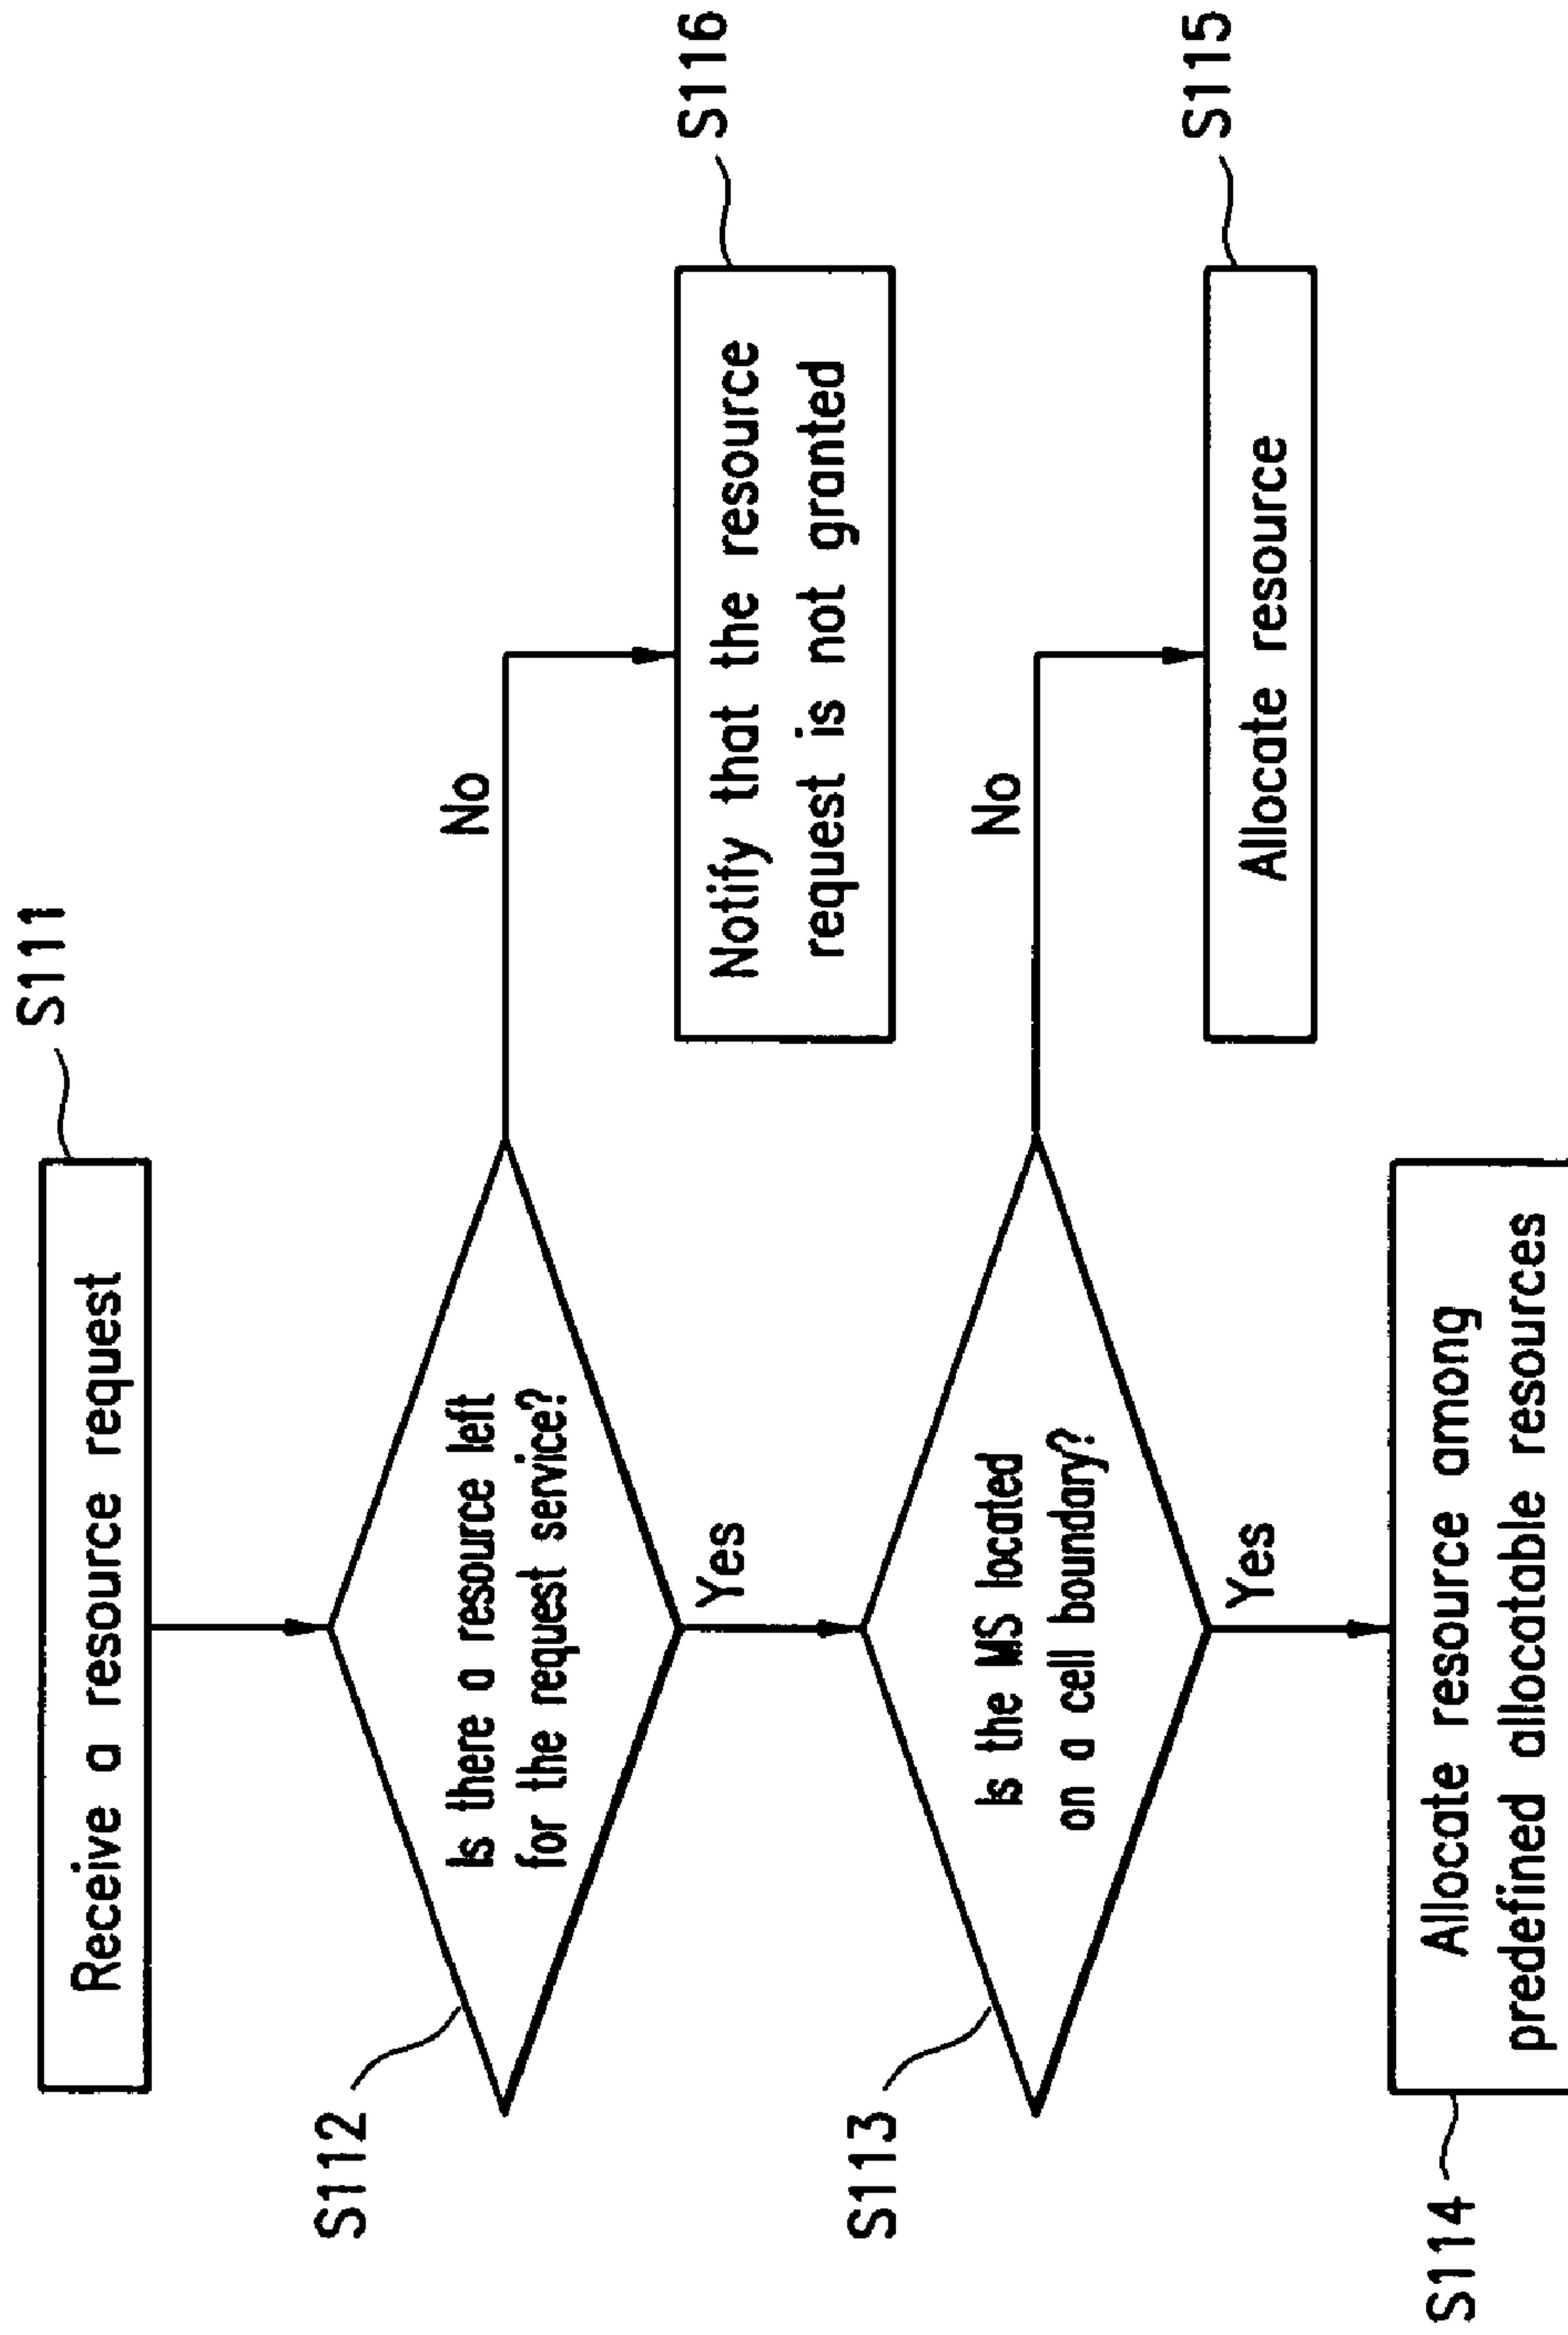 Receive a resource request
S111
S112
Is there a resource left
for the request service?
No
Notify that the resource
request is not granted
S116
Yes
S113
Is the MS located
on a cell boundary?
No
Allocate resource
S115
Yes
S114
Allocate resource among
predefined allocatable resources